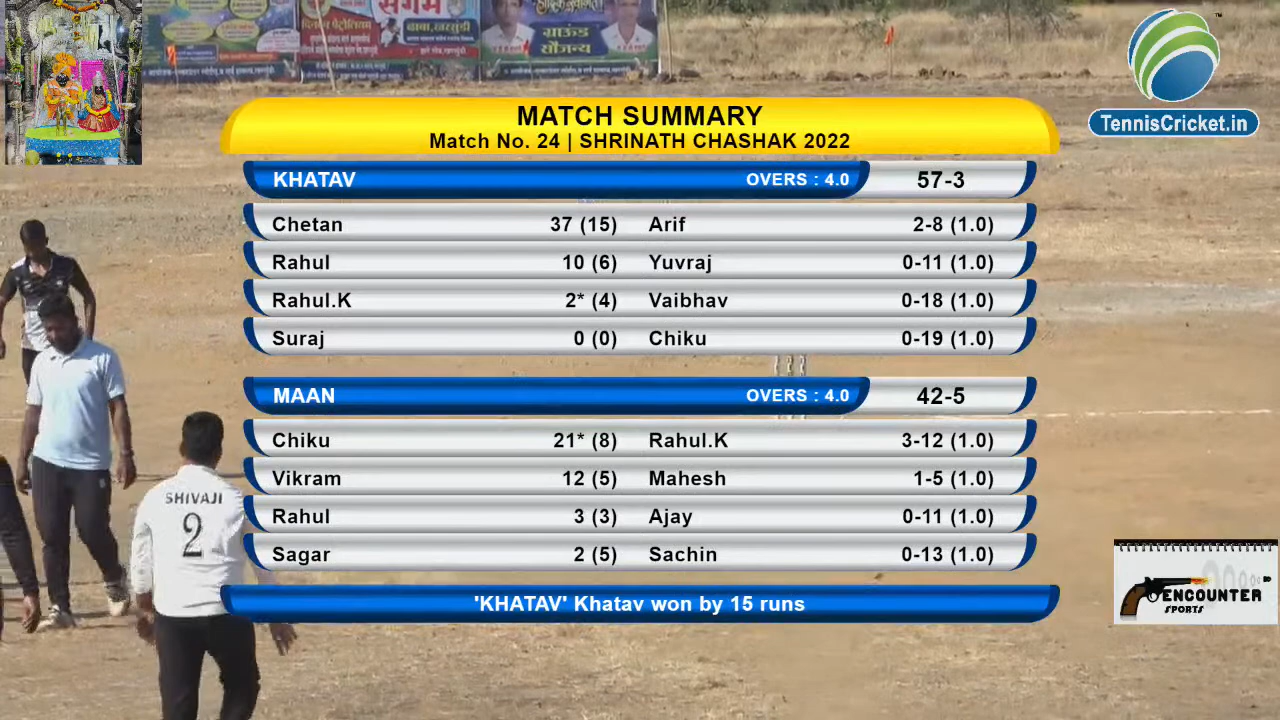 संगम
ग्राऊंड
सौजन्य
TennisCricket.in
MATCH SUMMARY
Match No. 24 | SHRINATH CHASHAK 2022
KHATAV OVERS : 4.0 57-3
Chetan 37 (15) Arif 2-8 (1.0)
Rahul 10 (6) Yuvraj 0-11 (1.0)
Rahul.K 2* (4) Vaibhav 0-18 (1.0)
Suraj 0 (0) Chiku 0-19 (1.0)
MAAN OVERS : 4.0 42-5
Chiku 21* (8) Rahul.K 3-12 (1.0)
Vikram 12 (5) Mahesh 1-5 (1.0)
Rahul 3 (3) Ajay 0-11 (1.0)
Sagar 2 (5) Sachin 0-13 (1.0)
'KHATAV' Khatav won by 15 runs
SHIVAJI
2
ENCOUNTER
SPORTS